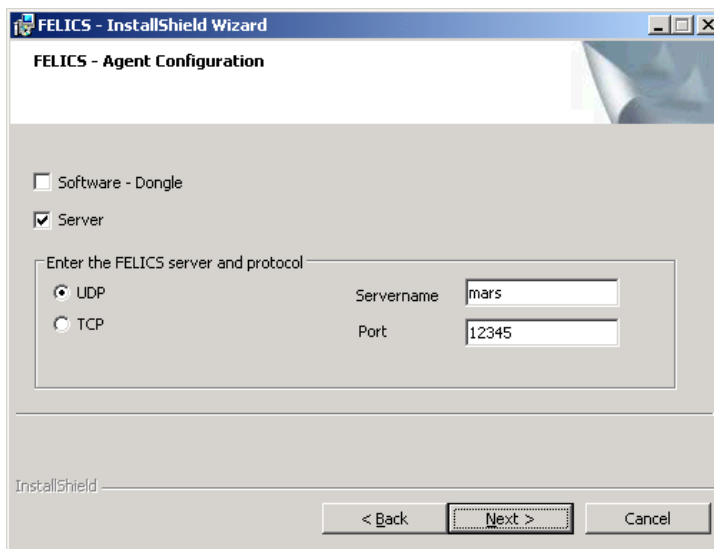 FELICS - InstallShield Wizard
FELICS - Agent Configuration
Software - Dongle
Server
Enter the FELICS server and protocol
UDP
Servername
mars
TCP
Port
12345
InstallShield
< Back
Next >
Cancel